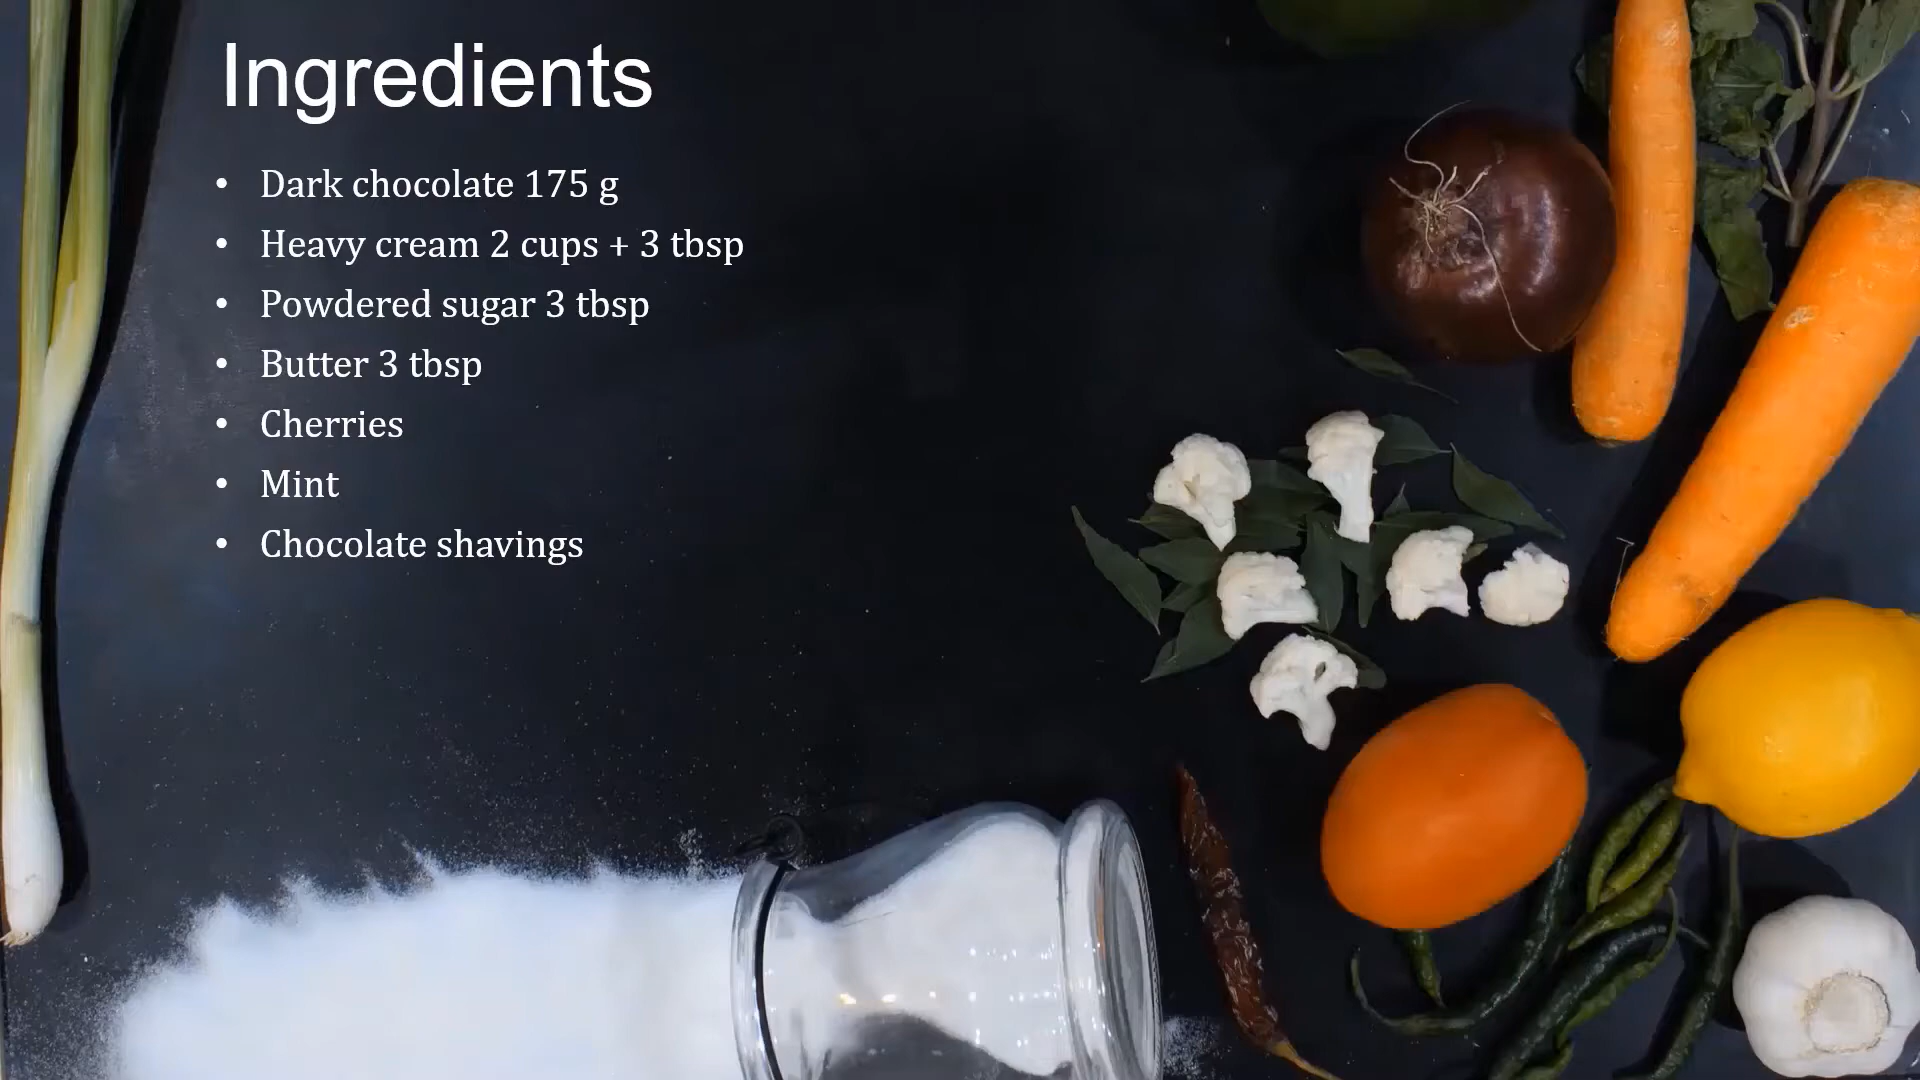 Ingredients
• Dark chocolate 175 g
• Heavy cream 2 cups + 3 tbsp
• Powdered sugar 3 tbsp
• Butter 3 tbsp
• Cherries
• Mint
• Chocolate shavings